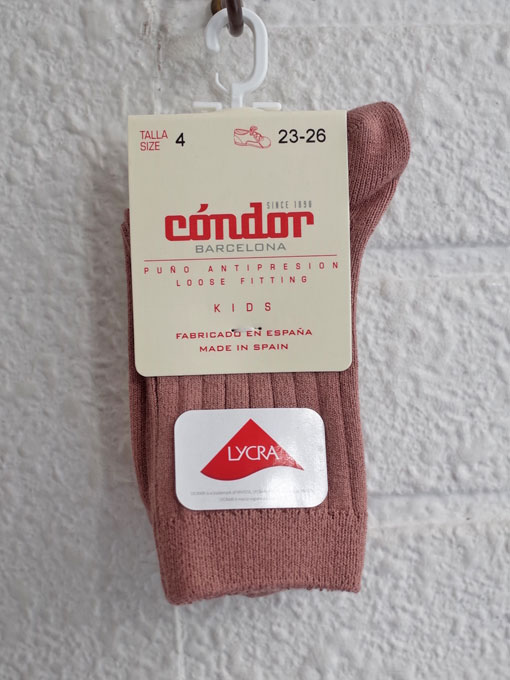 TALLA
SIZE 4 23-26
SINCE 1898
cóndor
BARCELONA
PUÑO ANTIPRESION
LOOSE FITTING
KIDS
FABRICADO EN ESPAÑA
MADE IN SPAIN
LYCRA